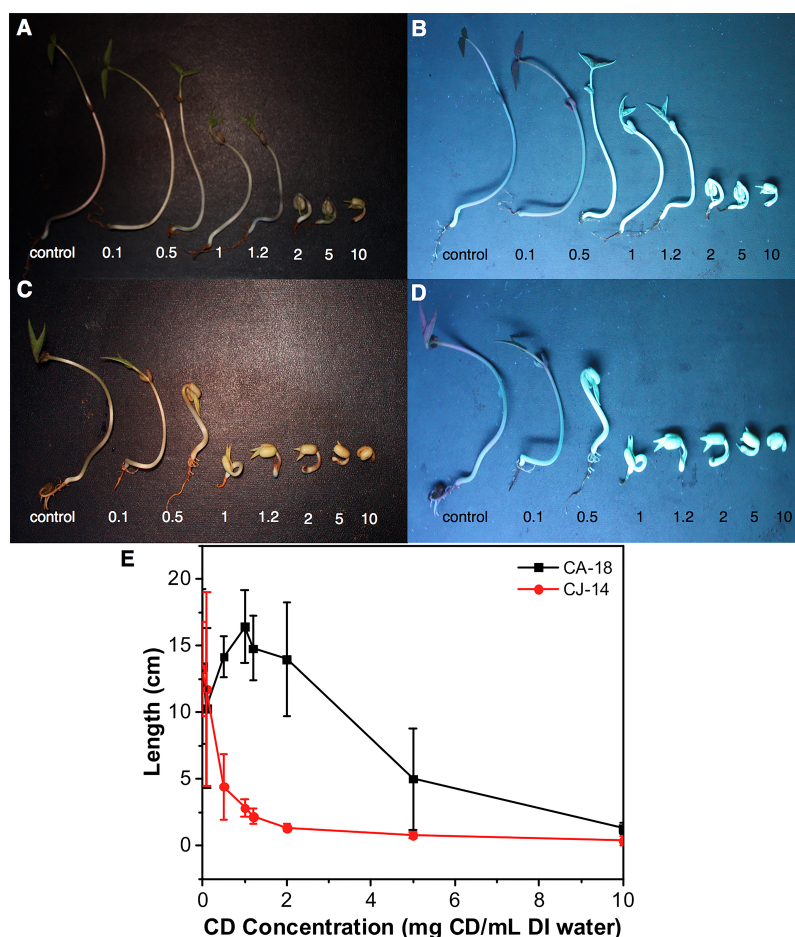 A
control 0.1 0.5 1 1.2 2 5 10
B
control 0.1 0.5 1 1.2 2 5 10
C
control 0.1 0.5 1 1.2 2 5 10
D
control 0.1 0.5 1 1.2 2 5 10
E
CA-18
CJ-14
20
15
10
5
0
Length (cm)
0 2 4 6 8 10
CD Concentration (mg CD/mL DI water)